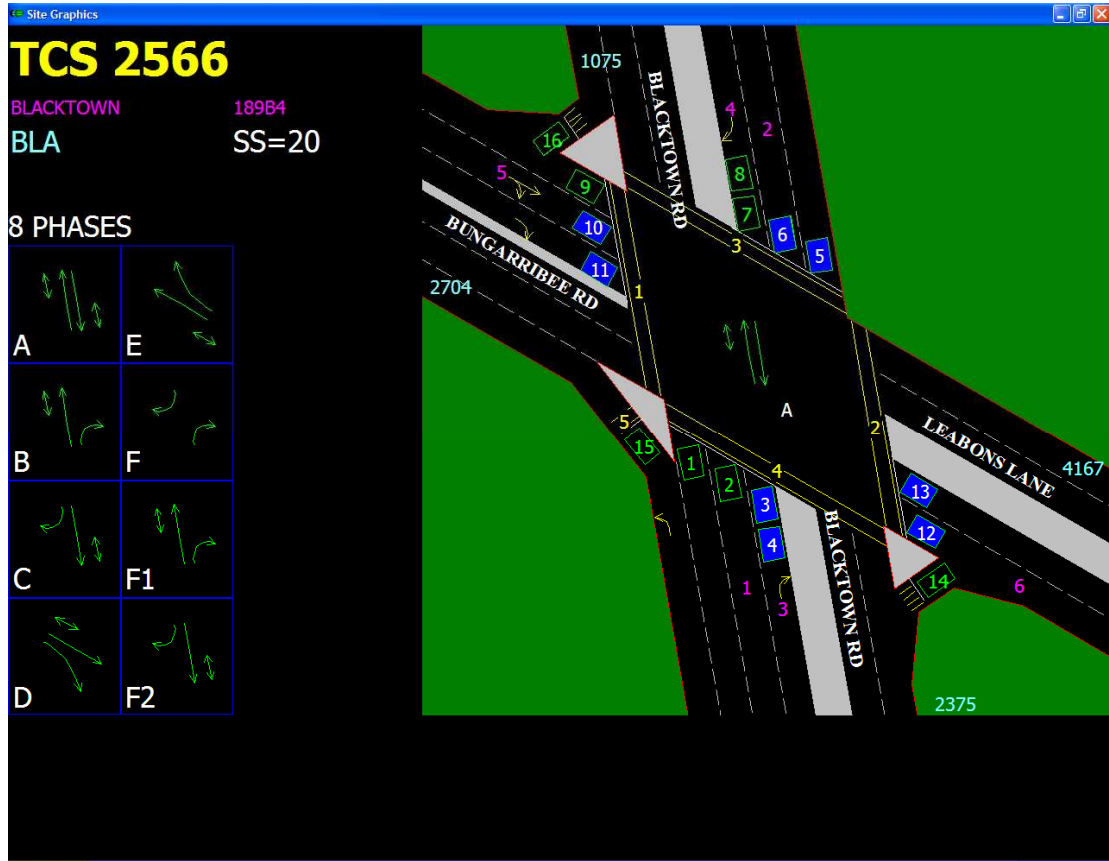 Site Graphics
TCS 2566
BLACKTOWN 189B4
BLA SS=20
8 PHASES
A E
B F
C F1
D F2
1075
BLACKTOWN RD
4
2
16
5
9
8
7
10
6
5
11
3
BUNGARRIBEE RD
2704
1
A
2
LEABONS LANE
4167
5
15
1
2
4
3
4
13
12
BLACKTOWN RD
14
1
3
6
2375